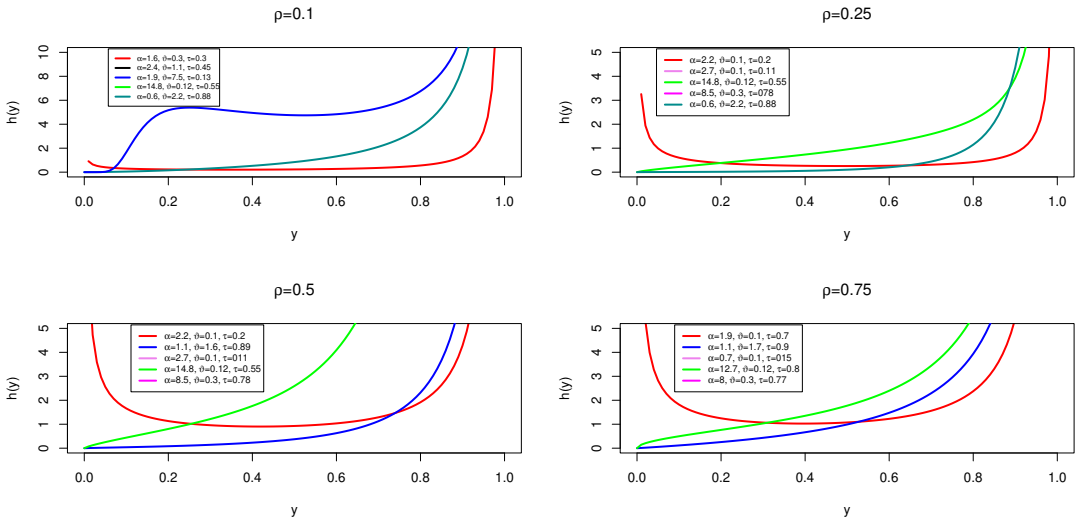 ρ=0.1
h(y)
0 2 4 6 8 10
α=1.6, ϑ=0.3, τ=0.3
α=2.4, ϑ=1.1, τ=0.45
α=1.9, ϑ=7.5, τ=0.13
α=14.8, ϑ=0.12, τ=0.55
α=0.6, ϑ=2.2, τ=0.88
0.0 0.2 0.4 0.6 0.8 1.0
y
ρ=0.25
h(y)
0 1 2 3 4 5
α=2.2, ϑ=0.1, τ=0.2
α=2.7, ϑ=0.1, τ=0.11
α=14.8, ϑ=0.12, τ=0.55
α=8.5, ϑ=0.3, τ=078
α=0.6, ϑ=2.2, τ=0.88
0.0 0.2 0.4 0.6 0.8 1.0
y
ρ=0.5
h(y)
0 1 2 3 4 5
α=2.2, ϑ=0.1, τ=0.2
α=1.1, ϑ=1.6, τ=0.89
α=2.7, ϑ=0.1, τ=011
α=14.8, ϑ=0.12, τ=0.55
α=8.5, ϑ=0.3, τ=0.78
0.0 0.2 0.4 0.6 0.8 1.0
y
ρ=0.75
h(y)
0 1 2 3 4 5
α=1.9, ϑ=0.1, τ=0.7
α=1.1, ϑ=1.7, τ=0.9
α=0.7, ϑ=0.1, τ=015
α=12.7, ϑ=0.12, τ=0.8
α=8, ϑ=0.3, τ=0.77
0.0 0.2 0.4 0.6 0.8 1.0
y